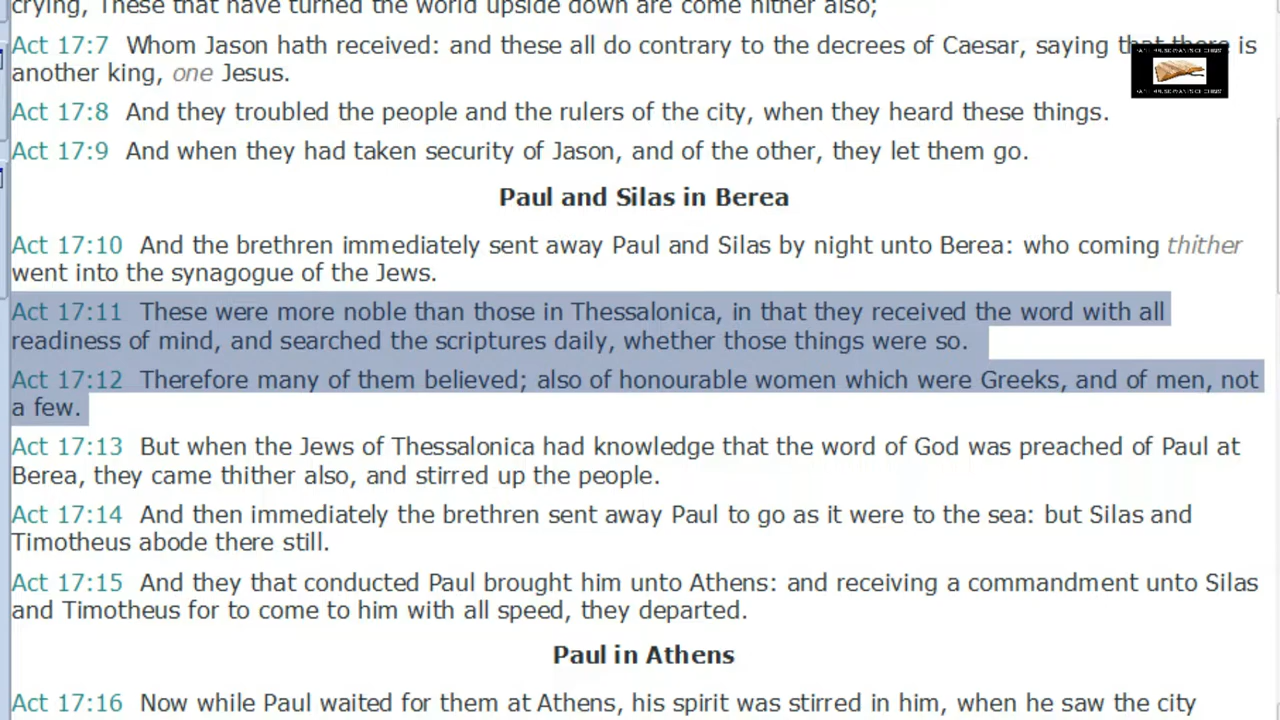 crying, These that have turned the world upside down are come hither also;
Act 17:7 Whom Jason hath received: and these all do contrary to the decrees of Caesar, saying that there is
another king, one Jesus.
Act 17:8 And they troubled the people and the rulers of the city, when they heard these things.
Act 17:9 And when they had taken security of Jason, and of the other, they let them go.
Paul and Silas in Berea
Act 17:10 And the brethren immediately sent away Paul and Silas by night unto Berea: who coming thither
went into the synagogue of the Jews.
Act 17:11 These were more noble than those in Thessalonica, in that they received the word with all
readiness of mind, and searched the scriptures daily, whether those things were so.
Act 17:12 Therefore many of them believed; also of honourable women which were Greeks, and of men, not
a few.
Act 17:13 But when the Jews of Thessalonica had knowledge that the word of God was preached of Paul at
Berea, they came thither also, and stirred up the people.
Act 17:14 And then immediately the brethren sent away Paul to go as it were to the sea: but Silas and
Timotheus abode there still.
Act 17:15 And they that conducted Paul brought him unto Athens: and receiving a commandment unto Silas
and Timotheus for to come to him with all speed, they departed.
Paul in Athens
Act 17:16 Now while Paul waited for them at Athens, his spirit was stirred in him, when he saw the city